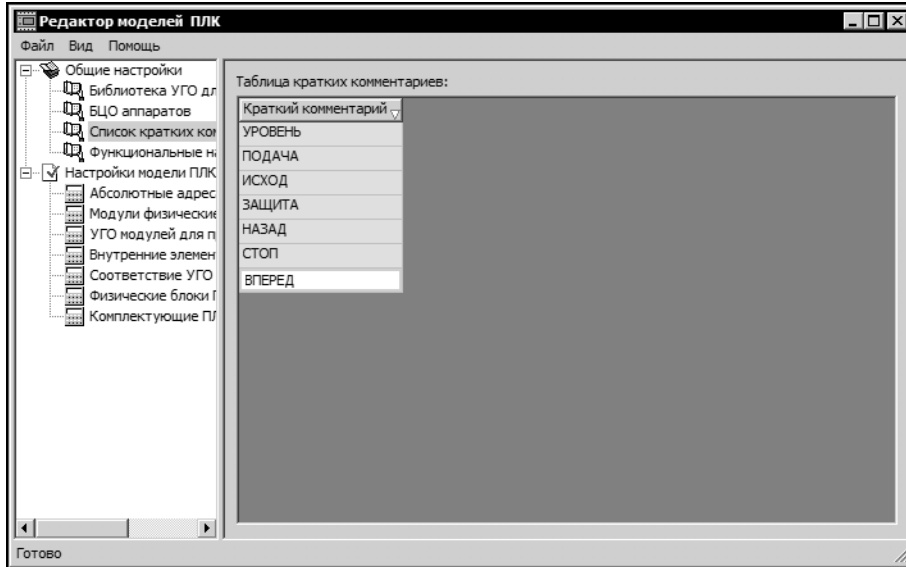 Редактор моделей ПЛК
Файл Вид Помощь
Общие настройки
Библиотека УГО дл
БЦО аппаратов
Список кратких ком
Функциональные на
Настройки модели ПЛК
Абсолютные адрес
Модули физические
УГО модулей для п
Внутренние элемен
Соответствие УГО
Физические блоки П
Комплектующие ПЛ
Таблица кратких комментариев:
Краткий комментарий
УРОВЕНЬ
ПОДАЧА
ИСХОД
ЗАЩИТА
НАЗАД
СТОП
ВПЕРЕД
Готово